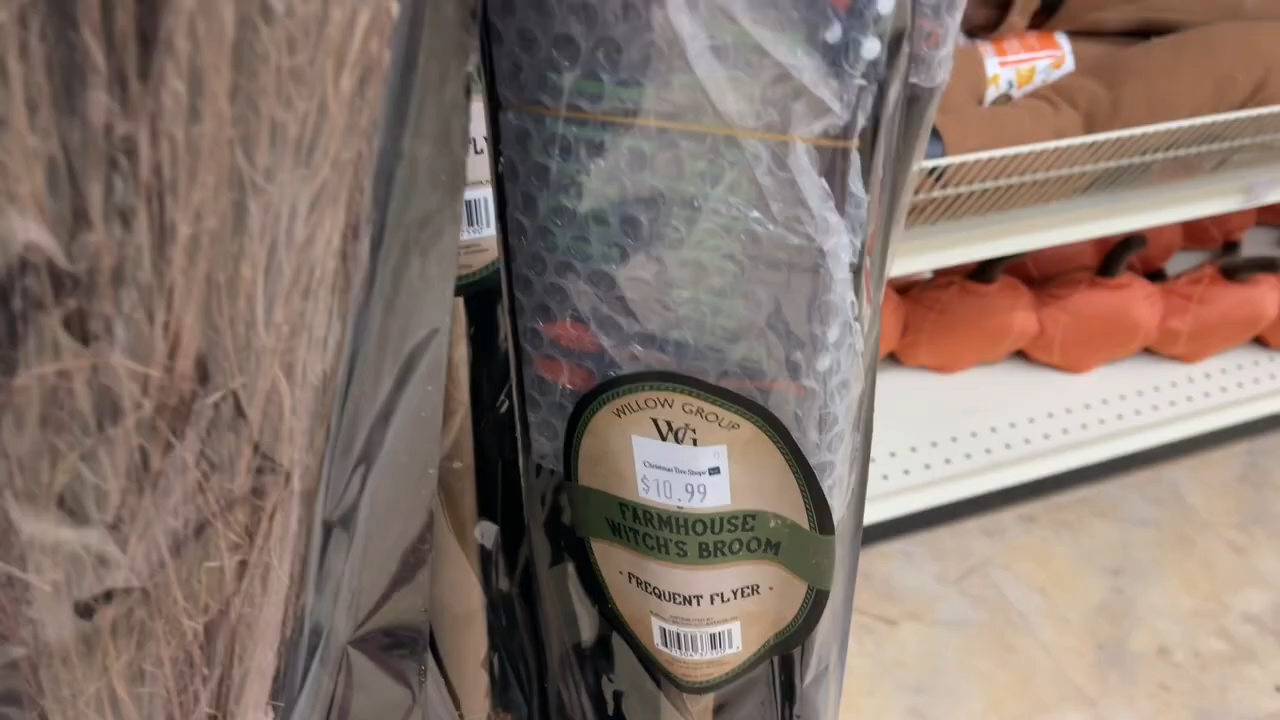 WILLOW GROUP
WG
Christmas Tree Shops
$10.99
FARMHOUSE
WITCH'S BROOM
· FREQUENT FLYER ·